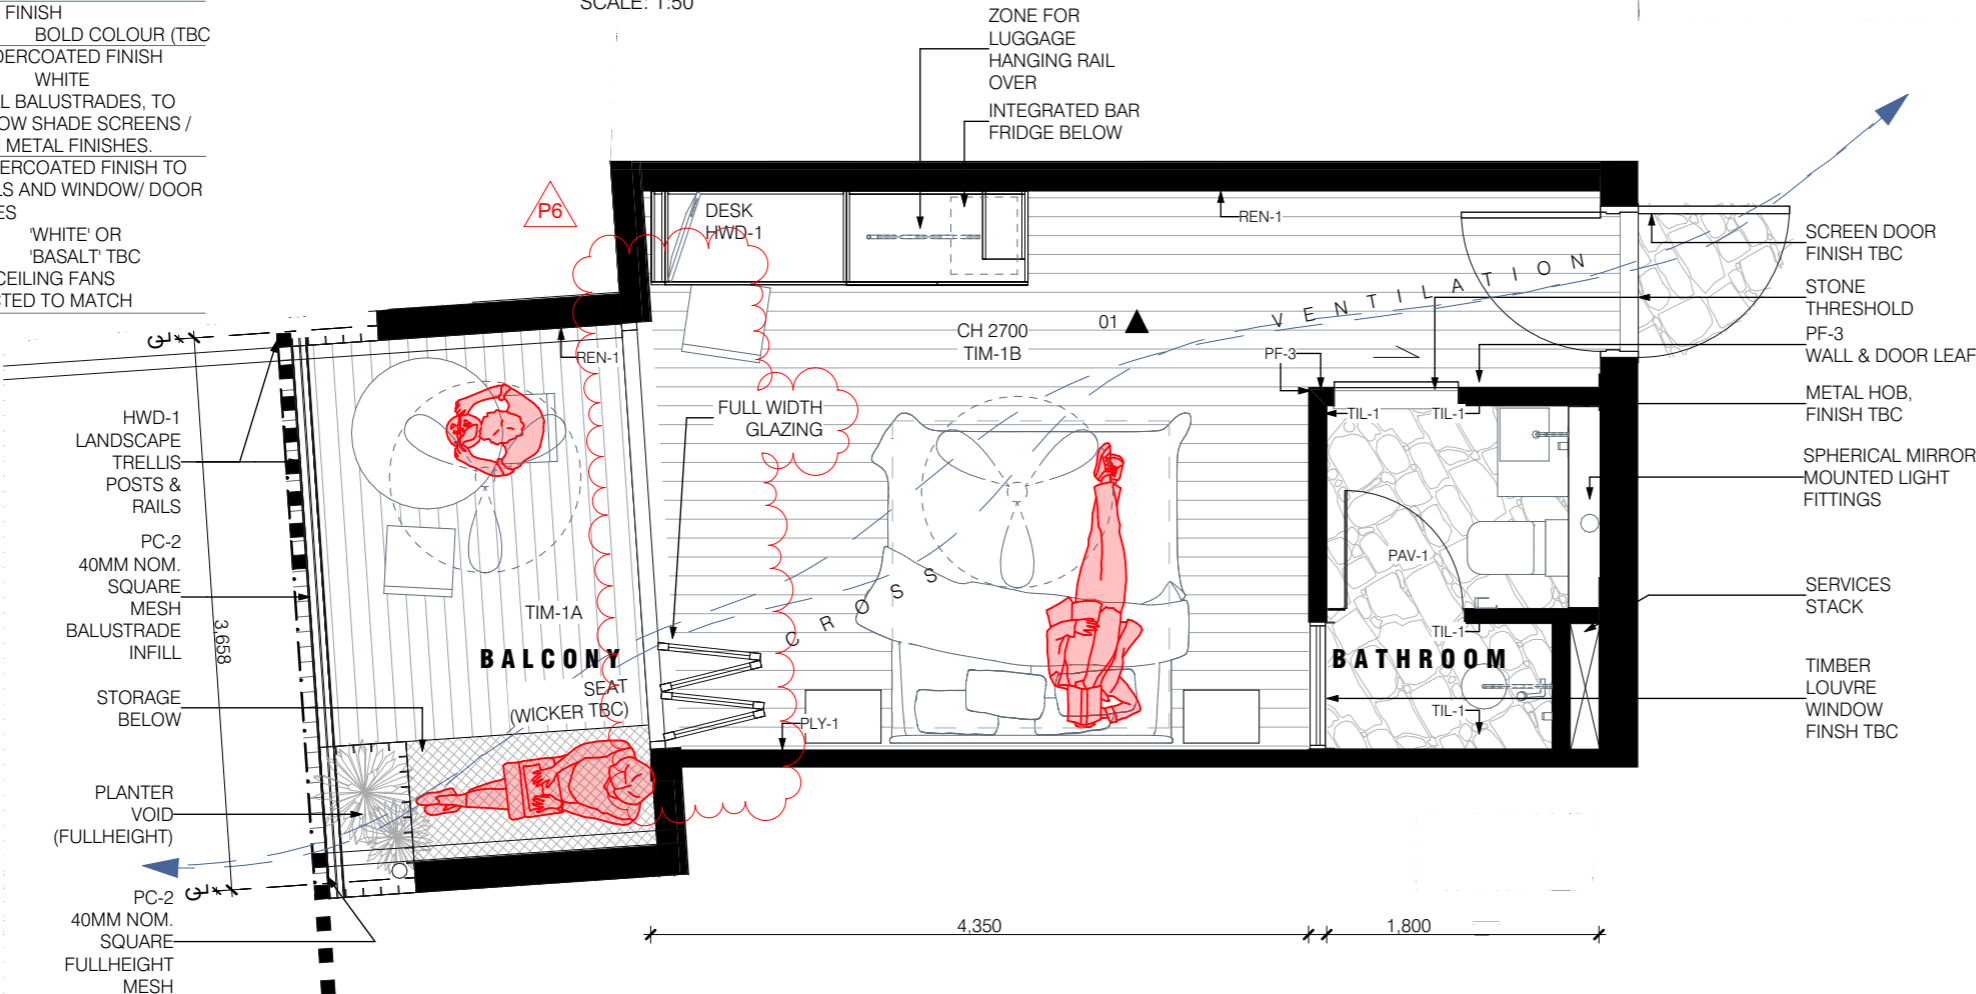 SCALE: 1:50
FINISH
BOLD COLOUR (TBC
DERCOATED FINISH
WHITE
L BALUSTRADES, TO
OW SHADE SCREENS /
METAL FINISHES.
ERCOATED FINISH TO
LS AND WINDOW/ DOOR
ES
'WHITE' OR
'BASALT' TBC
CEILING FANS
CTED TO MATCH
ZONE FOR
LUGGAGE
HANGING RAIL
OVER
INTEGRATED BAR
FRIDGE BELOW
P6
DESK
HWD-1
REN-1
VENTILATION
CROSS
CH 2700
TIM-1B
01
PF-3
REN-1
FULL WIDTH
GLAZING
TIL-1
TIL-1
PAV-1
TIL-1
TIL-1
BATHROOM
TIM-1A
BALCONY
SEAT
(WICKER TBC)
PLY-1
SCREEN DOOR
FINISH TBC
STONE
THRESHOLD
PF-3
WALL & DOOR LEAF
METAL HOB,
FINISH TBC
SPHERICAL MIRROR
MOUNTED LIGHT
FITTINGS
SERVICES
STACK
TIMBER
LOUVRE
WINDOW
FINSH TBC
HWD-1
LANDSCAPE
TRELLIS
POSTS &
RAILS
PC-2
40MM NOM.
SQUARE
MESH
BALUSTRADE
INFILL
3,658
STORAGE
BELOW
PLANTER
VOID
(FULLHEIGHT)
PC-2
40MM NOM.
SQUARE
FULLHEIGHT
MESH
4,350
1,800